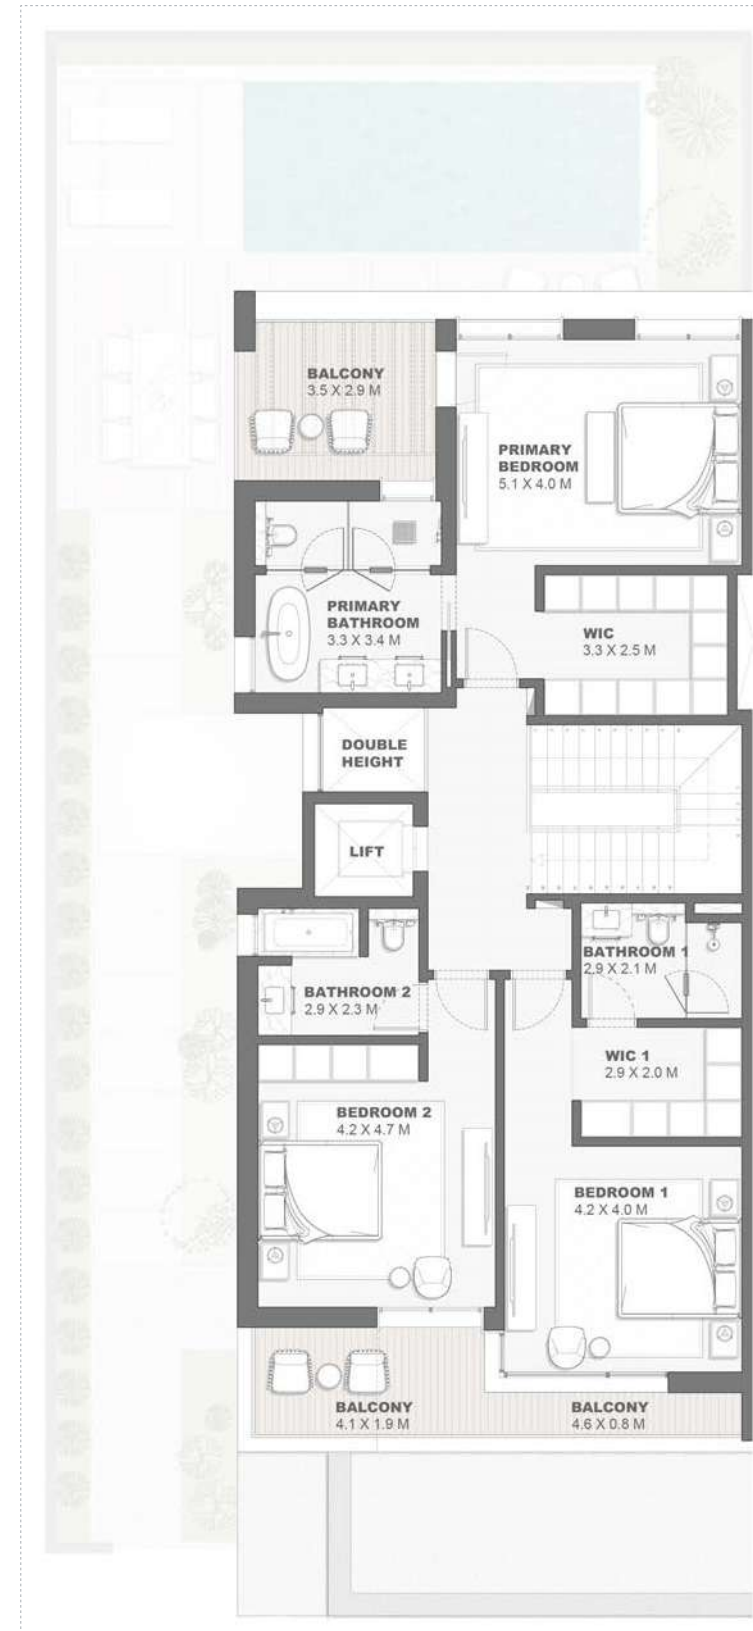 BALCONY
3.5 X 2.9 M
PRIMARY
BEDROOM
5.1 X 4.0 M
PRIMARY
BATHROOM
3.3 X 3.4 M
WIC
3.3 X 2.5 M
DOUBLE
HEIGHT
LIFT
BATHROOM 1
2.9 X 2.1 M
BATHROOM 2
2.9 X 2.3 M
WIC 1
2.9 X 2.0 M
BEDROOM 2
4.2 X 4.7 M
BEDROOM 1
4.2 X 4.0 M
BALCONY
4.1 X 1.9 M
BALCONY
4.6 X 0.8 M